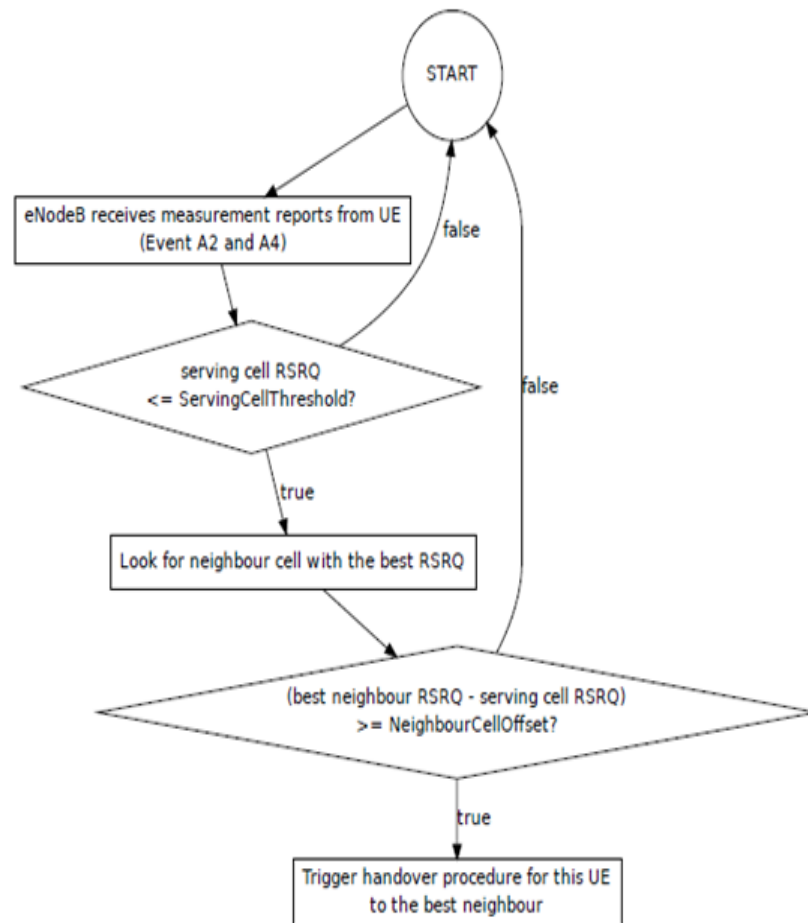 START
eNodeB receives measurement reports from UE
(Event A2 and A4)
false
serving cell RSRQ
<= ServingCellThreshold?
false
true
Look for neighbour cell with the best RSRQ
(best neighbour RSRQ - serving cell RSRQ)
>= NeighbourCellOffset?
true
Trigger handover procedure for this UE
to the best neighbour